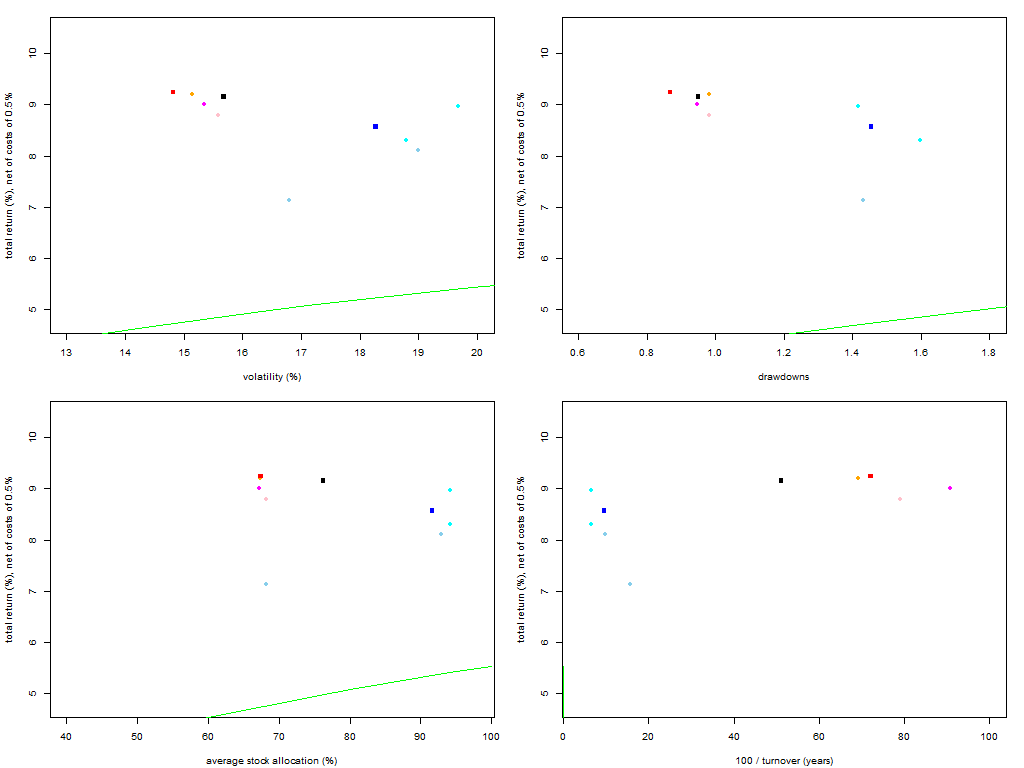 total return (%), net of costs of 0.5%
10
9
8
7
6
5
13 14 15 16 17 18 19 20
volatility (%)
total return (%), net of costs of 0.5%
10
9
8
7
6
5
0.6 0.8 1.0 1.2 1.4 1.6 1.8
drawdowns
total return (%), net of costs of 0.5%
10
9
8
7
6
5
40 50 60 70 80 90 100
average stock allocation (%)
total return (%), net of costs of 0.5%
10
9
8
7
6
5
0 20 40 60 80 100
100 / turnover (years)